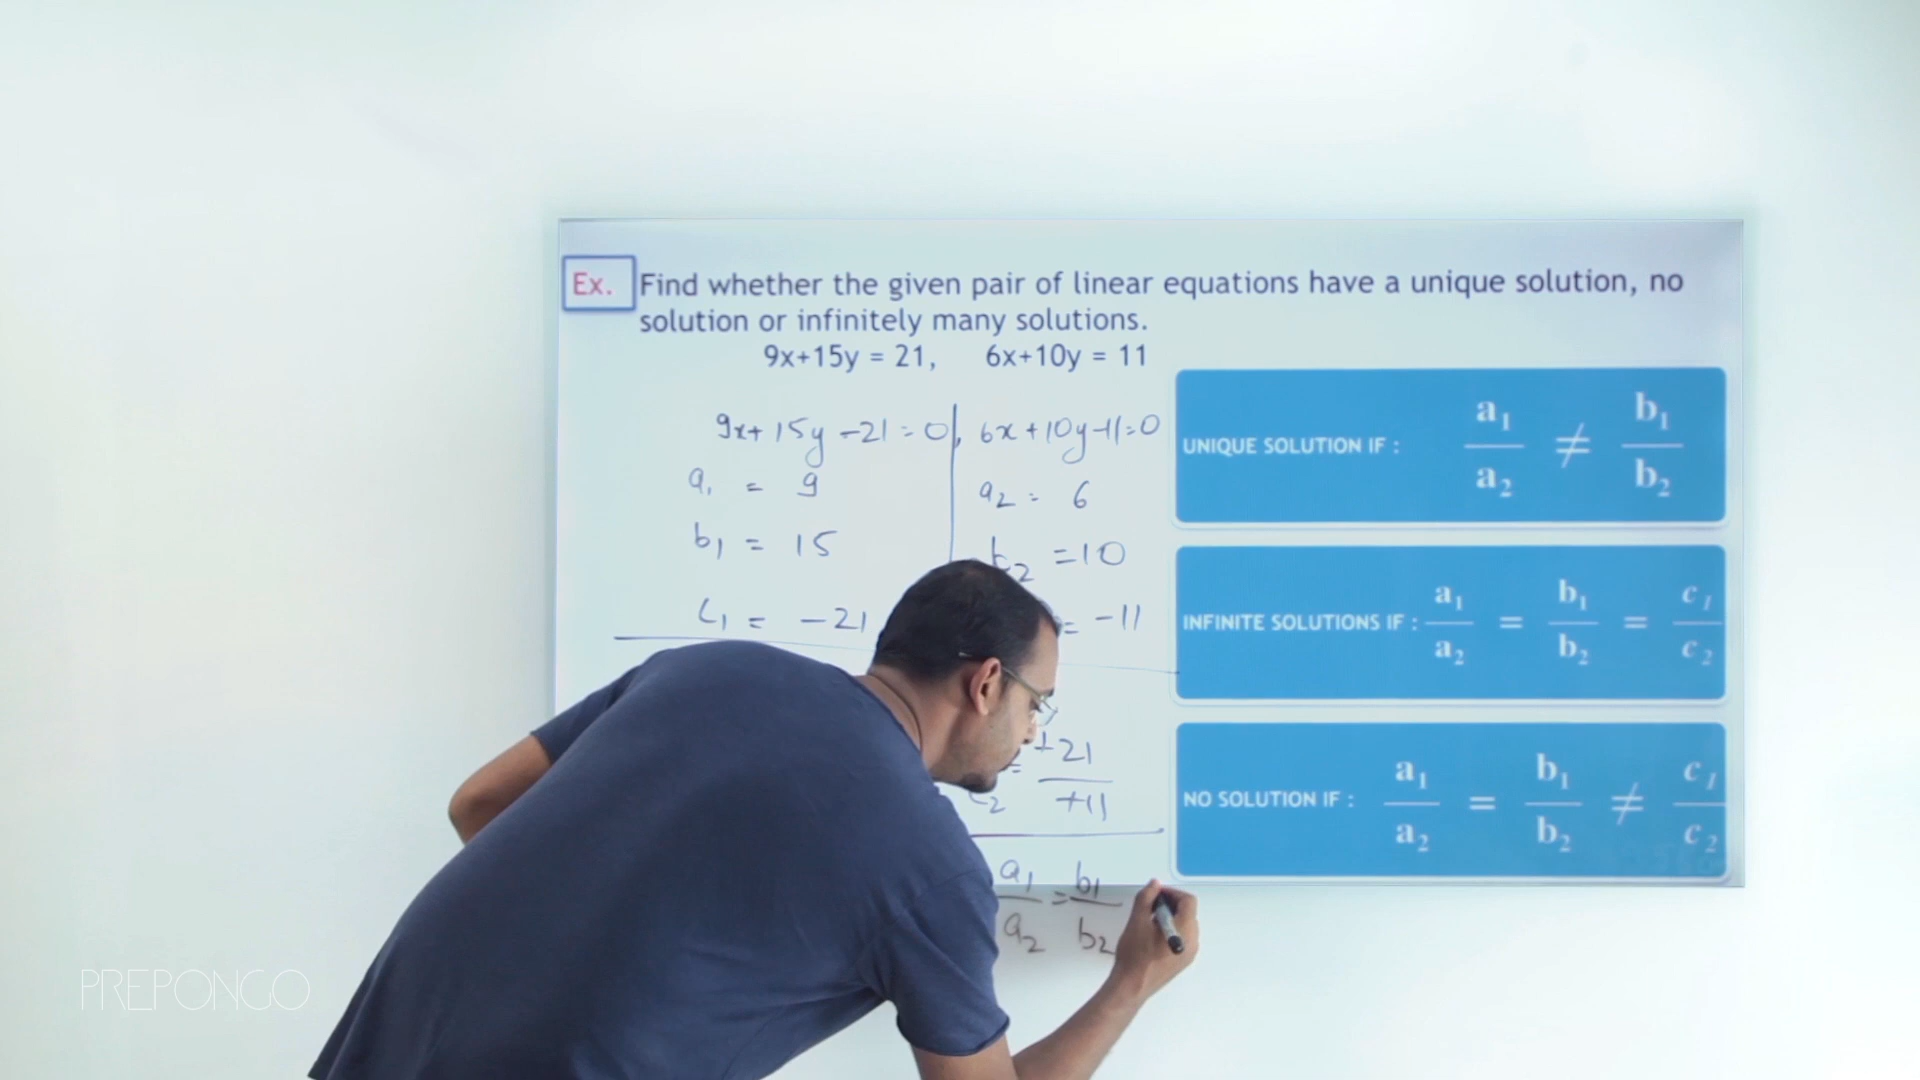 Ex. Find whether the given pair of linear equations have a unique solution, no
solution or infinitely many solutions.
9x+15y = 21, 6x+10y = 11
9x+15y-21=0, 6x+10y-11=0
a₁ = 9
a₂ = 6
b₁ = 15
₂ = 10
c₁ = -21
= -11
= +21/+11
a₁/a₂ = b₁/b₂
UNIQUE SOLUTION IF : a₁/a₂ ≠ b₁/b₂
INFINITE SOLUTIONS IF : a₁/a₂ = b₁/b₂ = c₁/c₂
NO SOLUTION IF : a₁/a₂ = b₁/b₂ ≠ c₁/c₂
PREPONGO